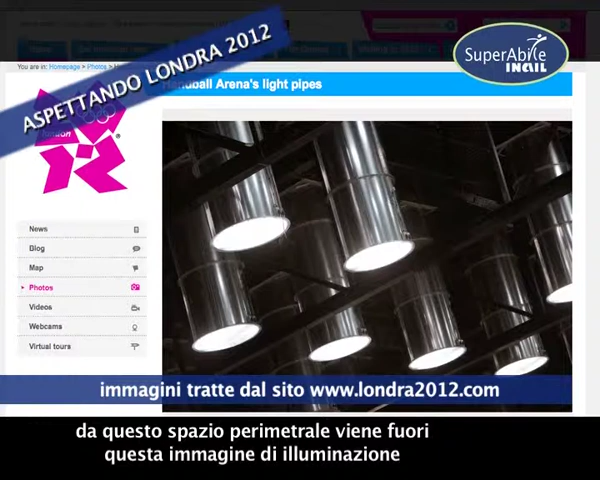 SuperAbile
INAIL
You are in: Homepage > Photos >
ASPETTANDO LONDRA 2012
Handball Arena's light pipes
london
News
Blog
Map
Photos
Videos
Webcams
Virtual tours
immagini tratte dal sito www.londra2012.com
da questo spazio perimetrale viene fuori
questa immagine di illuminazione